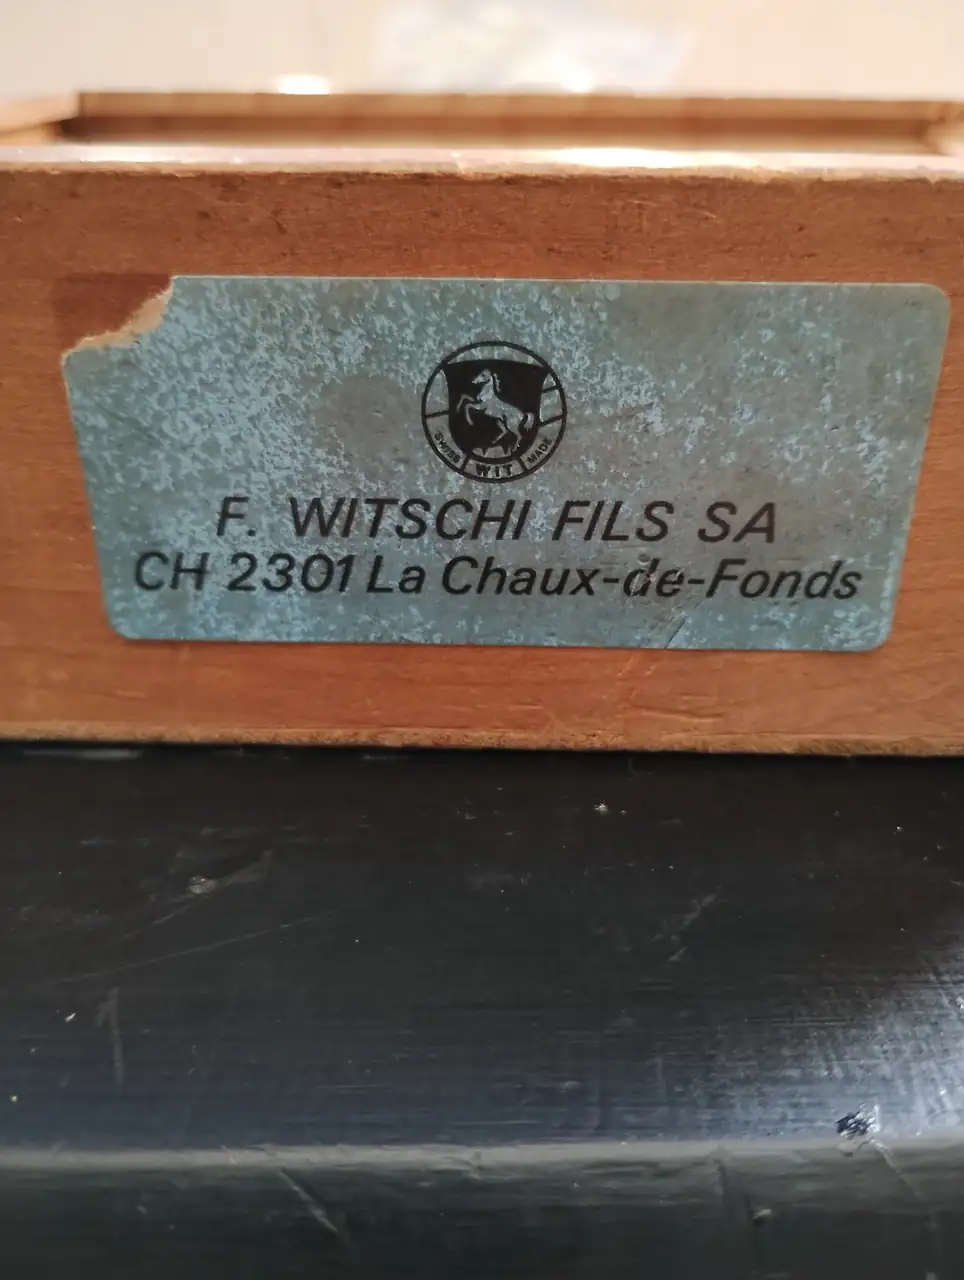 SWISS WIT MADE
F. WITSCHI FILS SA
CH 2301 La Chaux-de-Fonds